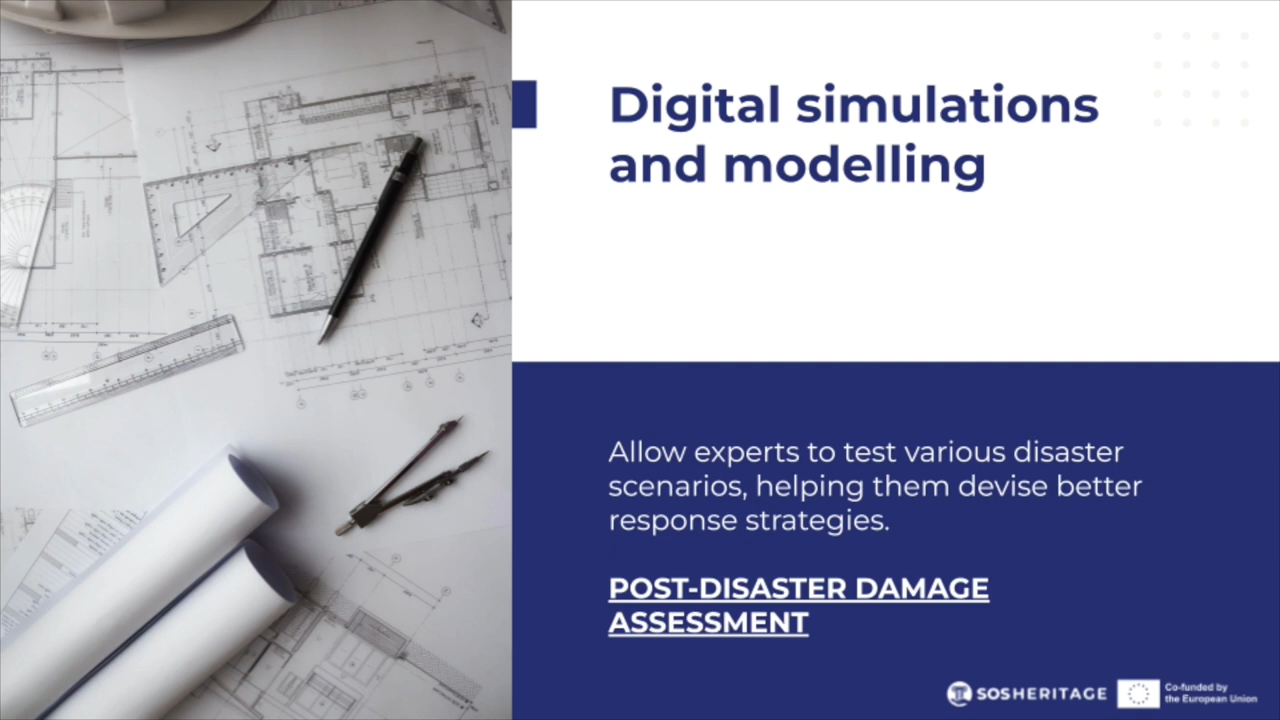 Digital simulations
and modelling
Allow experts to test various disaster
scenarios, helping them devise better
response strategies.
POST-DISASTER DAMAGE
ASSESSMENT
SOSHERITAGE
Co-funded by
the European Union